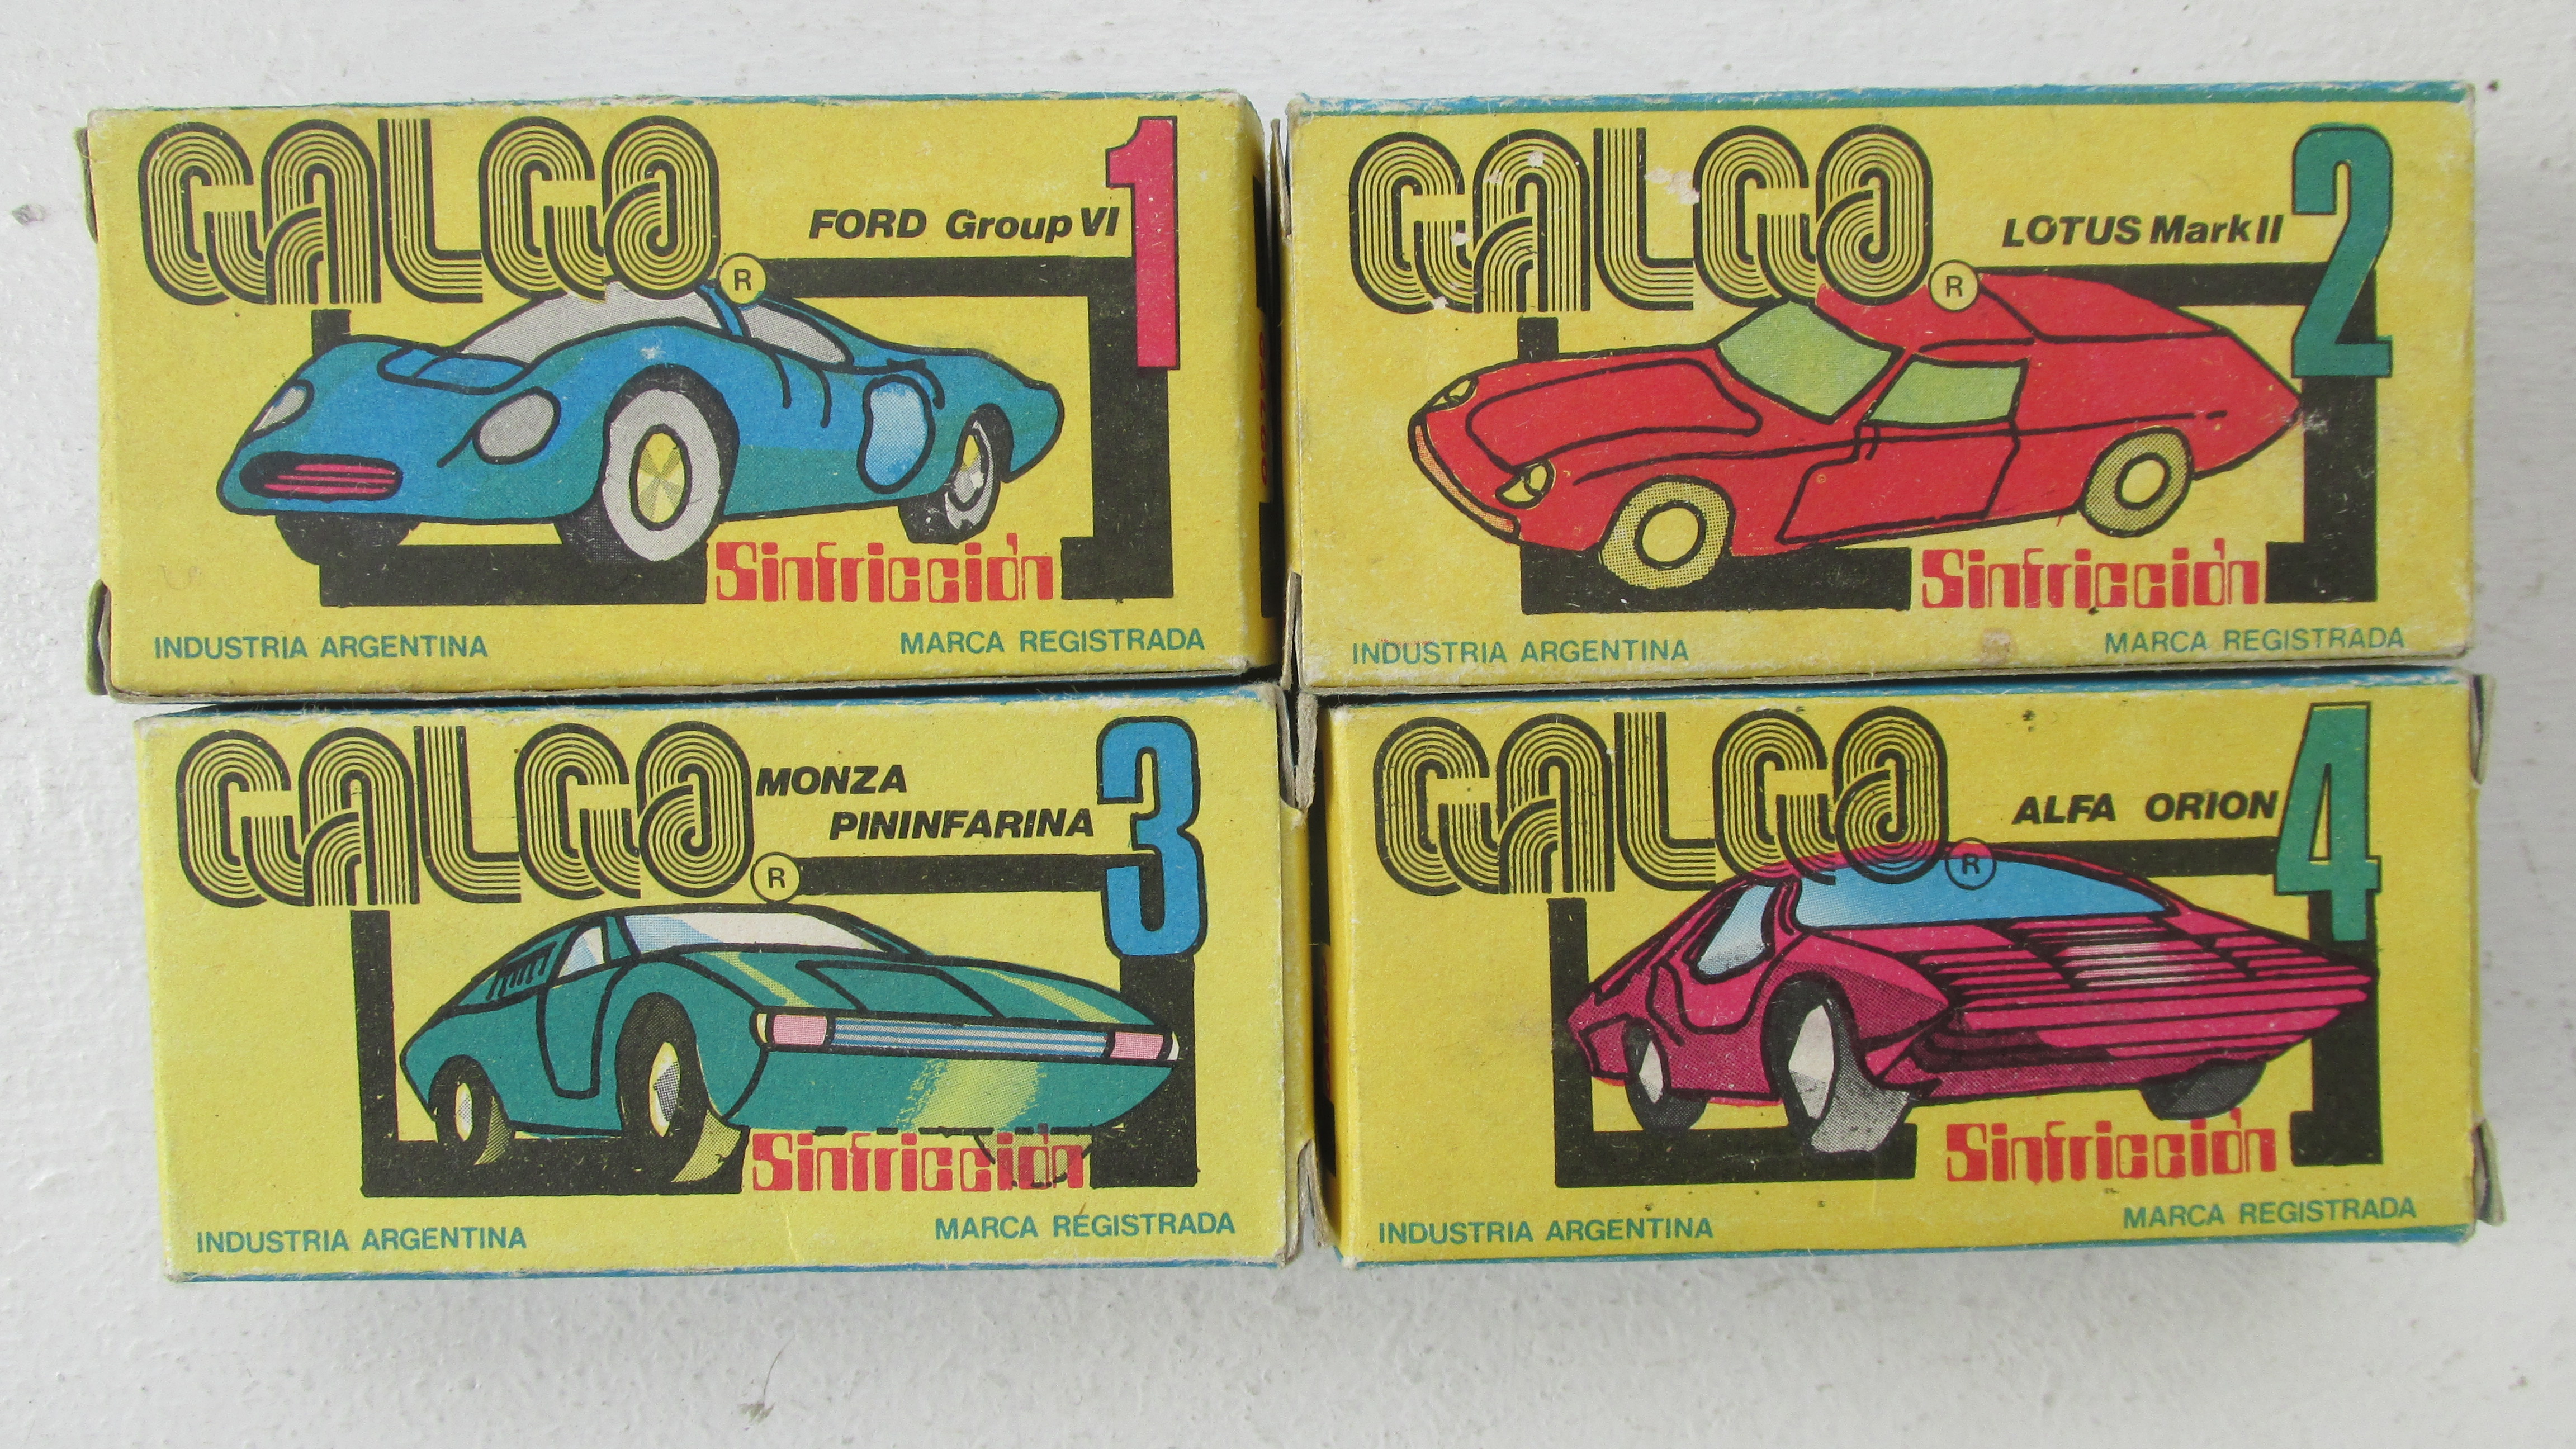 GALGO
®
FORD Group VI
1
Sinfricción
INDUSTRIA ARGENTINA
MARCA REGISTRADA
GALGO
®
LOTUS Mark II
2
Sinfricción
INDUSTRIA ARGENTINA
MARCA REGISTRADA
GALGO
®
MONZA
PININFARINA
3
Sinfricción
INDUSTRIA ARGENTINA
MARCA REGISTRADA
GALGO
®
ALFA ORION
4
Sinfricción
INDUSTRIA ARGENTINA
MARCA REGISTRADA